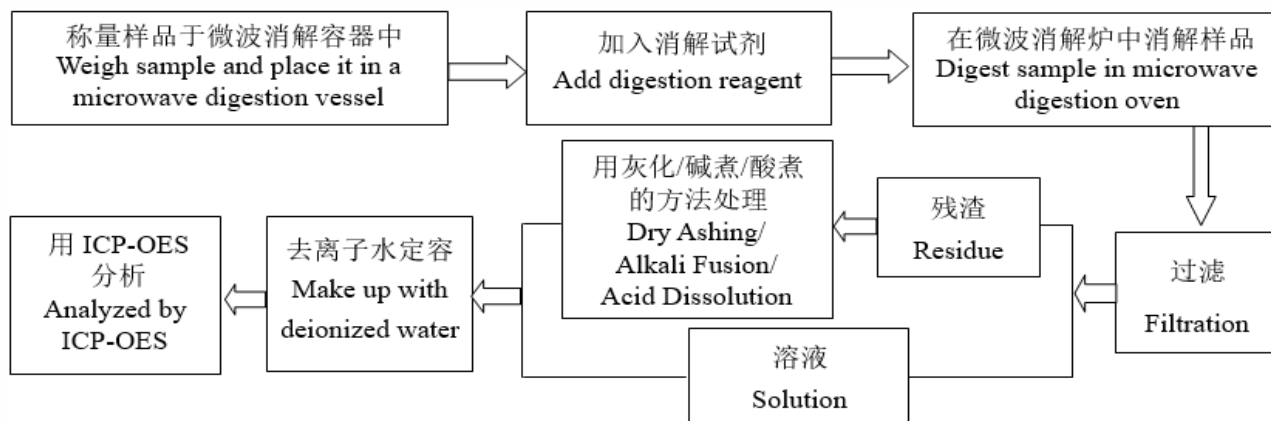 称量样品于微波消解容器中
Weigh sample and place it in a
microwave digestion vessel
加入消解试剂
Add digestion reagent
在微波消解炉中消解样品
Digest sample in microwave
digestion oven
过滤
Filtration
残渣
Residue
用灰化/碱煮/酸煮
的方法处理
Dry Ashing/
Alkali Fusion/
Acid Dissolution
溶液
Solution
去离子水定容
Make up with
deionized water
用 ICP-OES
分析
Analyzed by
ICP-OES